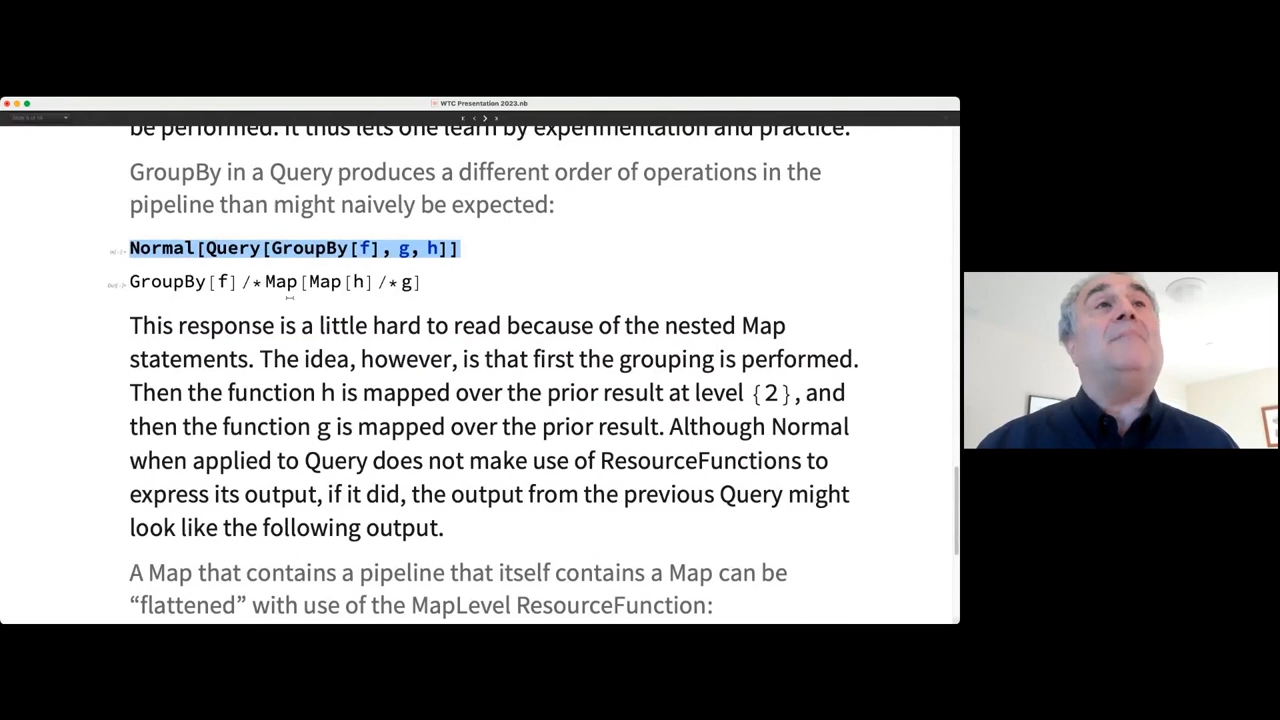 WTC Presentation 2023.nb
be performed. It thus lets one learn by experimentation and practice.
GroupBy in a Query produces a different order of operations in the
pipeline than might naively be expected:
Normal[Query[GroupBy[f], g, h]]
GroupBy[f] /* Map[Map[h] /* g]
This response is a little hard to read because of the nested Map
statements. The idea, however, is that first the grouping is performed.
Then the function h is mapped over the prior result at level {2}, and
then the function g is mapped over the prior result. Although Normal
when applied to Query does not make use of ResourceFunctions to
express its output, if it did, the output from the previous Query might
look like the following output.
A Map that contains a pipeline that itself contains a Map can be
“flattened” with use of the MapLevel ResourceFunction: